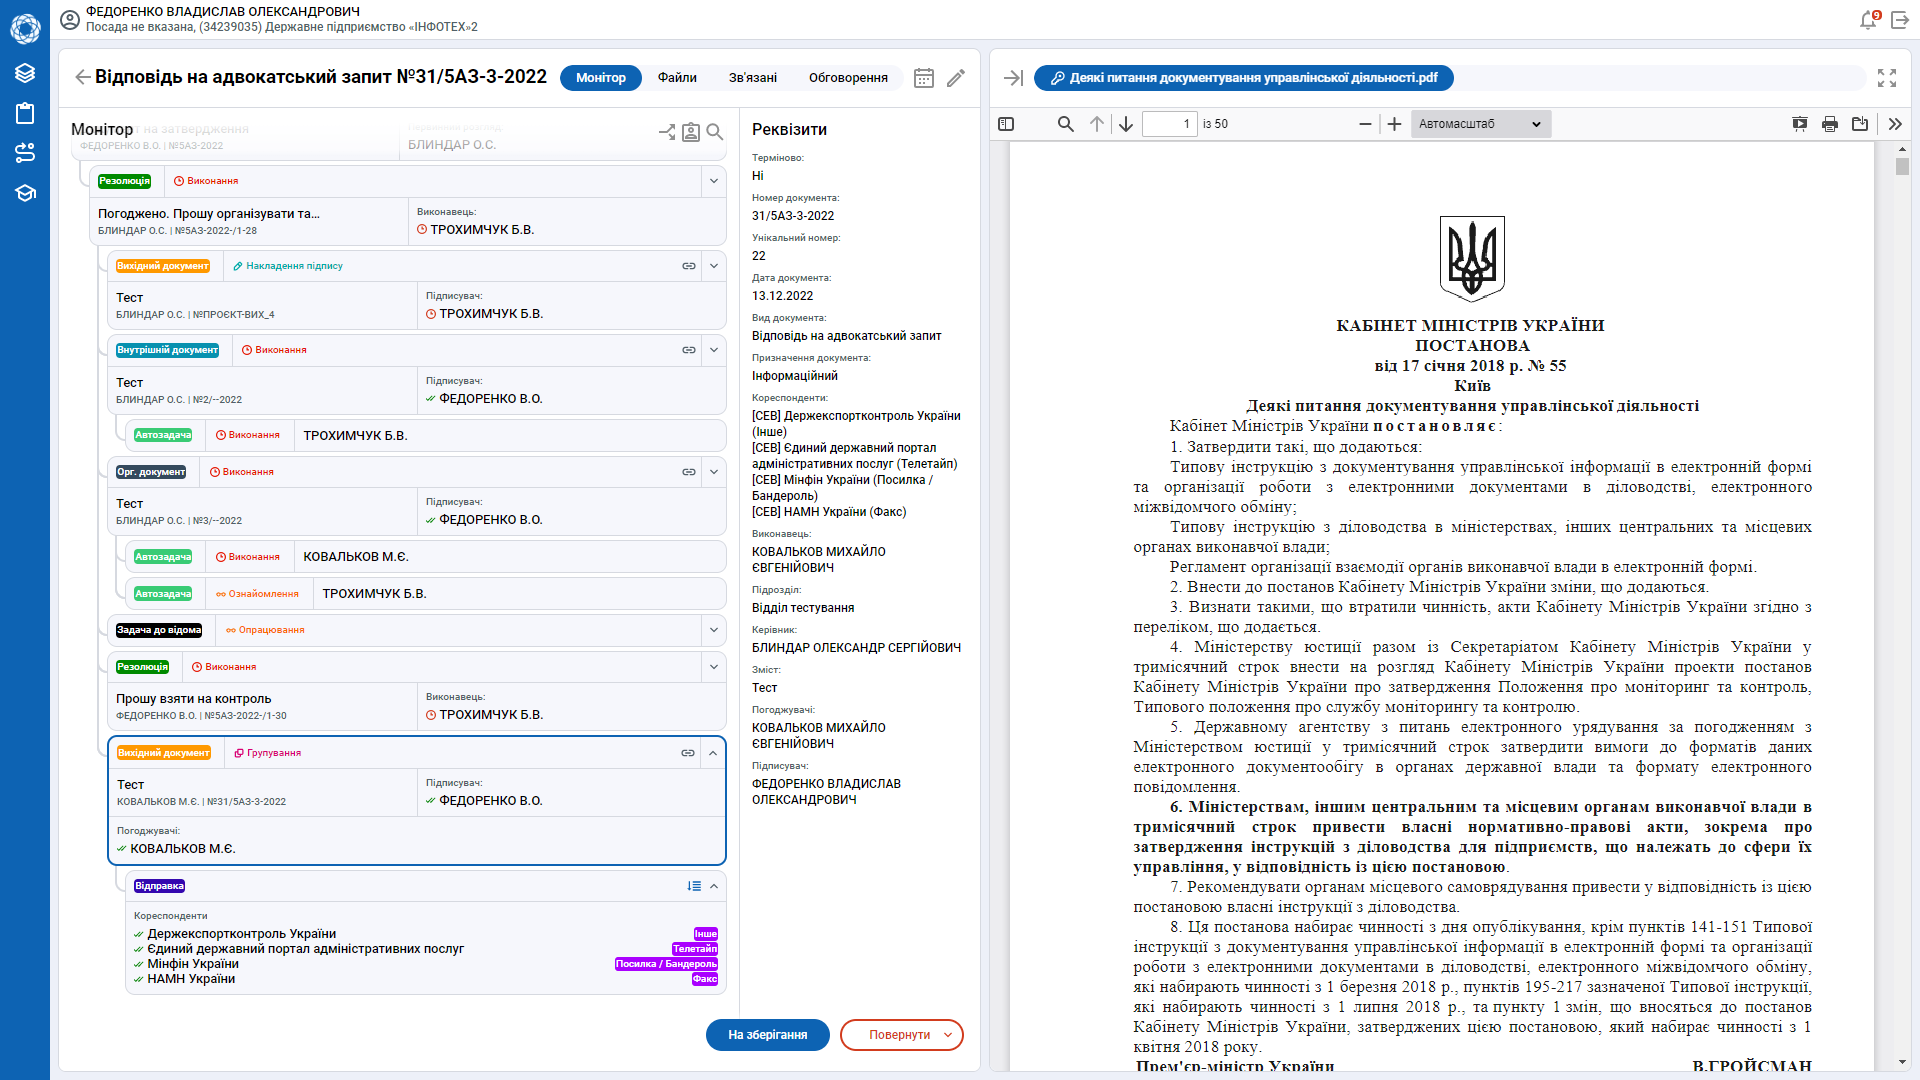 ФЕДОРЕНКО ВЛАДИСЛАВ ОЛЕКСАНДРОВИЧ
Посада не вказана, (34239035) Державне підприємство «ІНФОТЕХ»2
9
Відповідь на адвокатський запит №31/5АЗ-3-2022
Монітор
Файли
Зв'язані
Обговорення
Монітор
на затвердження
ФЕДОРЕНКО В.О. | №5АЗ-2022
БЛИНДАР О.С.
Резолюція
Виконання
Погоджено. Прошу організувати та...
БЛИНДАР О.С. | №5АЗ-2022-/1-28
Виконавець:
ТРОХИМЧУК Б.В.
Вихідний документ
Накладення підпису
Тест
БЛИНДАР О.С. | №ПРОЄКТ-ВИХ_4
Підписувач:
ТРОХИМЧУК Б.В.
Внутрішній документ
Виконання
Тест
БЛИНДАР О.С. | №2/--2022
Підписувач:
ФЕДОРЕНКО В.О.
Автозадача
Виконання
ТРОХИМЧУК Б.В.
Орг. документ
Виконання
Тест
БЛИНДАР О.С. | №3/--2022
Підписувач:
ФЕДОРЕНКО В.О.
Автозадача
Виконання
КОВАЛЬКОВ М.Є.
Автозадача
Ознайомлення
ТРОХИМЧУК Б.В.
Задача до відома
Опрацювання
Резолюція
Виконання
Прошу взяти на контроль
ФЕДОРЕНКО В.О. | №5АЗ-2022-/1-30
Виконавець:
ТРОХИМЧУК Б.В.
Вихідний документ
Групування
Тест
КОВАЛЬКОВ М.Є. | №31/5АЗ-3-2022
Підписувач:
ФЕДОРЕНКО В.О.
Погоджувачі:
КОВАЛЬКОВ М.Є.
Відправка
Кореспонденти
Держекспортконтроль України
Інше
Єдиний державний портал адміністративних послуг
Телетайп
Мінфін України
Посилка / Бандероль
НАМН України
Факс
Реквізити
Терміново:
Ні
Номер документа:
31/5АЗ-3-2022
Унікальний номер:
22
Дата документа:
13.12.2022
Вид документа:
Відповідь на адвокатський запит
Призначення документа:
Інформаційний
Кореспонденти:
[СЕВ] Держекспортконтроль України
(Інше)
[СЕВ] Єдиний державний портал
адміністративних послуг (Телетайп)
[СЕВ] Мінфін України (Посилка /
Бандероль)
[СЕВ] НАМН України (Факс)
Виконавець:
КОВАЛЬКОВ МИХАЙЛО
ЄВГЕНІЙОВИЧ
Підрозділ:
Відділ тестування
Керівник:
БЛИНДАР ОЛЕКСАНДР СЕРГІЙОВИЧ
Зміст:
Тест
Погоджувачі:
КОВАЛЬКОВ МИХАЙЛО
ЄВГЕНІЙОВИЧ
Підписувач:
ФЕДОРЕНКО ВЛАДИСЛАВ
ОЛЕКСАНДРОВИЧ
На зберігання
Повернути
Деякі питання документування управлінської діяльності.pdf
1
із 50
Автомасштаб
КАБІНЕТ МІНІСТРІВ УКРАЇНИ
ПОСТАНОВА
від 17 січня 2018 р. № 55
Київ
Деякі питання документування управлінської діяльності
Кабінет Міністрів України постановляє:
1. Затвердити такі, що додаються:
Типову інструкцію з документування управлінської інформації в електронній формі
та організації роботи з електронними документами в діловодстві, електронного
міжвідомчого обміну;
Типову інструкцію з діловодства в міністерствах, інших центральних та місцевих
органах виконавчої влади;
Регламент організації взаємодії органів виконавчої влади в електронній формі.
2. Внести до постанов Кабінету Міністрів України зміни, що додаються.
3. Визнати такими, що втратили чинність, акти Кабінету Міністрів України згідно з
переліком, що додається.
4. Міністерству юстиції разом із Секретаріатом Кабінету Міністрів України у
тримісячний строк внести на розгляд Кабінету Міністрів України проекти постанов
Кабінету Міністрів України про затвердження Положення про моніторинг та контроль,
Типового положення про службу моніторингу та контролю.
5. Державному агентству з питань електронного урядування за погодженням з
Міністерством юстиції у тримісячний строк затвердити вимоги до форматів даних
електронного документообігу в органах державної влади та формату електронного
повідомлення.
6. Міністерствам, іншим центральним та місцевим органам виконавчої влади в
тримісячний строк привести власні нормативно-правові акти, зокрема про
затвердження інструкцій з діловодства для підприємств, що належать до сфери їх
управління, у відповідність із цією постановою.
7. Рекомендувати органам місцевого самоврядування привести у відповідність із цією
постановою власні інструкції з діловодства.
8. Ця постанова набирає чинності з дня опублікування, крім пунктів 141-151 Типової
інструкції з документування управлінської інформації в електронній формі та організації
роботи з електронними документами в діловодстві, електронного міжвідомчого обміну,
які набирають чинності з 1 березня 2018 р., пунктів 195-217 зазначеної Типової інструкції,
які набирають чинності з 1 липня 2018 р., та пункту 1 змін, що вносяться до постанов
Кабінету Міністрів України, затверджених цією постановою, який набирає чинності з 1
квітня 2018 року.
Прем'єр-міністр України
В.ГРОЙСМАН